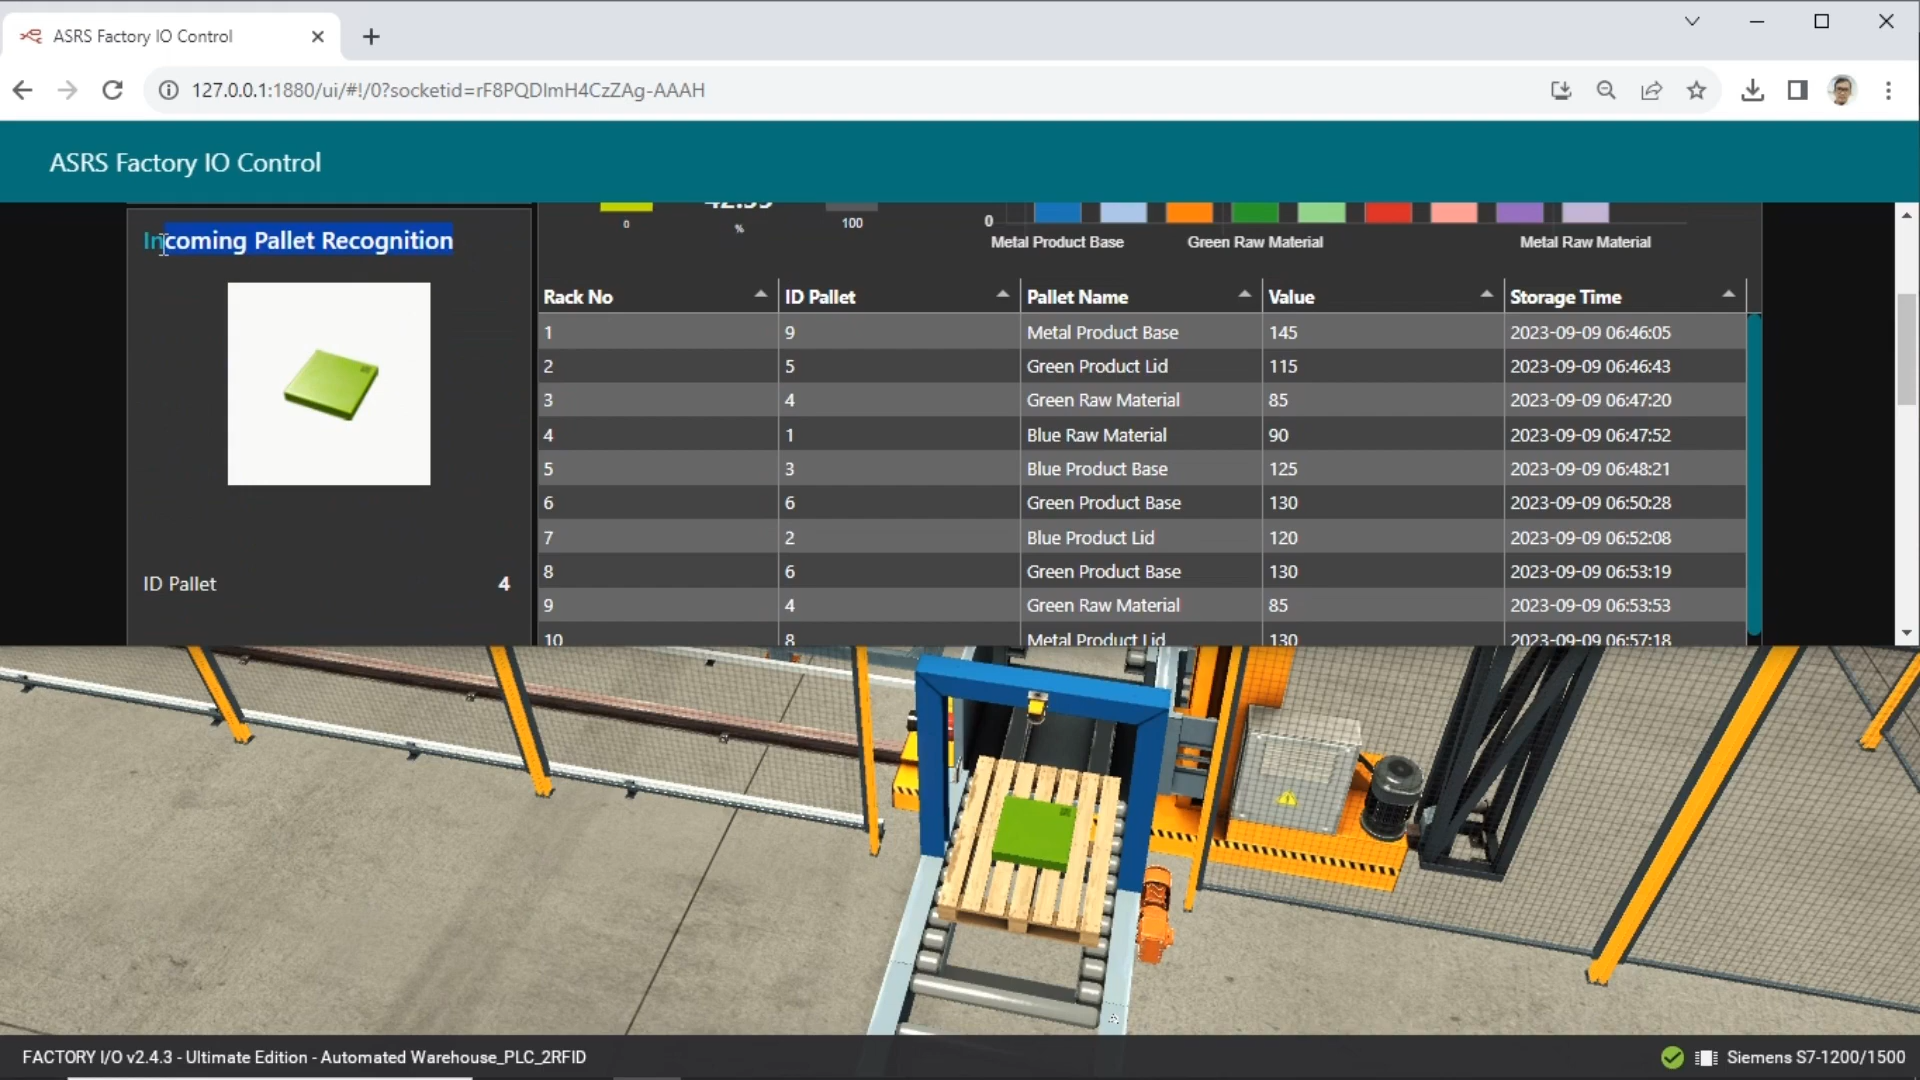 ASRS Factory IO Control
127.0.0.1:1880/ui/#!/0?socketid=rF8PQDImH4CzZAg-AAAH
ASRS Factory IO Control
Incoming Pallet Recognition
ID Pallet 4
0 % 100
0
Metal Product Base Green Raw Material Metal Raw Material
Rack No ID Pallet Pallet Name Value Storage Time
1 9 Metal Product Base 145 2023-09-09 06:46:05
2 5 Green Product Lid 115 2023-09-09 06:46:43
3 4 Green Raw Material 85 2023-09-09 06:47:20
4 1 Blue Raw Material 90 2023-09-09 06:47:52
5 3 Blue Product Base 125 2023-09-09 06:48:21
6 6 Green Product Base 130 2023-09-09 06:50:28
7 2 Blue Product Lid 120 2023-09-09 06:52:08
8 6 Green Product Base 130 2023-09-09 06:53:19
9 4 Green Raw Material 85 2023-09-09 06:53:53
10 8 Metal Product Lid 130 2023-09-09 06:57:18
FACTORY I/O v2.4.3 - Ultimate Edition - Automated Warehouse_PLC_2RFID
Siemens S7-1200/1500